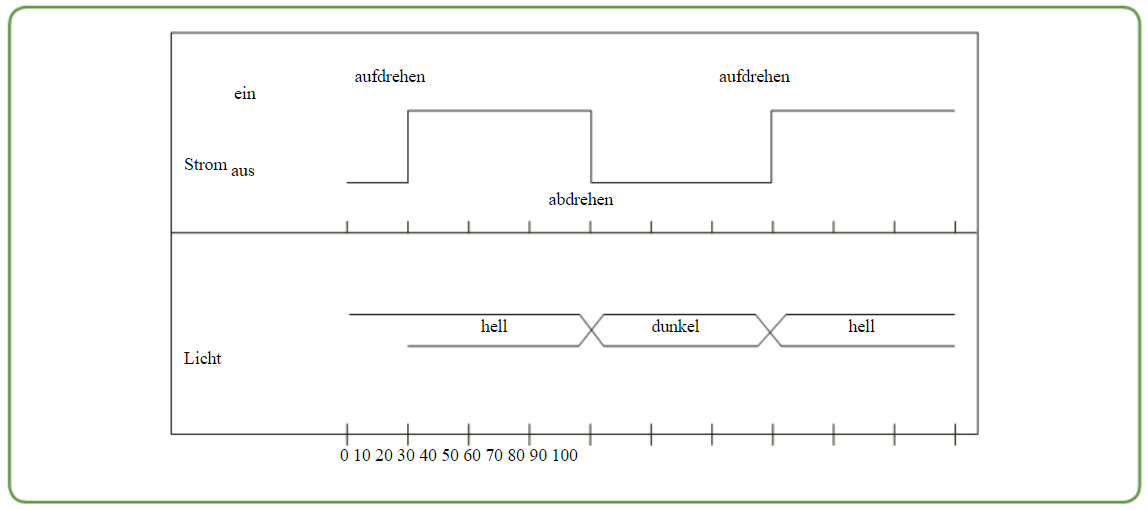 aufdrehen aufdrehen
ein
Strom aus
abdrehen
hell dunkel hell
Licht
0 10 20 30 40 50 60 70 80 90 100